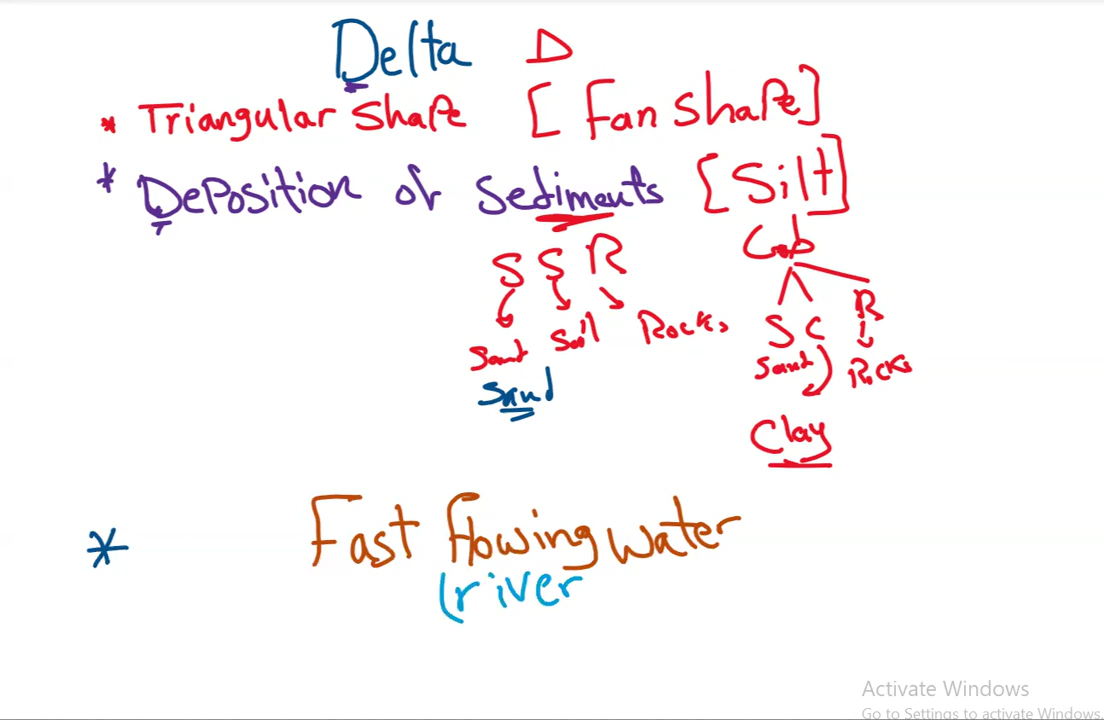 Delta
* Triangular Shape [Fan Shape]
* Deposition of Sediments [Silt]
S S R
Sand Soil Rocks
Sand
S C R
Sand Rocks
Clay
* Fast flowing water
(river
Activate Windows
Go to Settings to activate Windows.